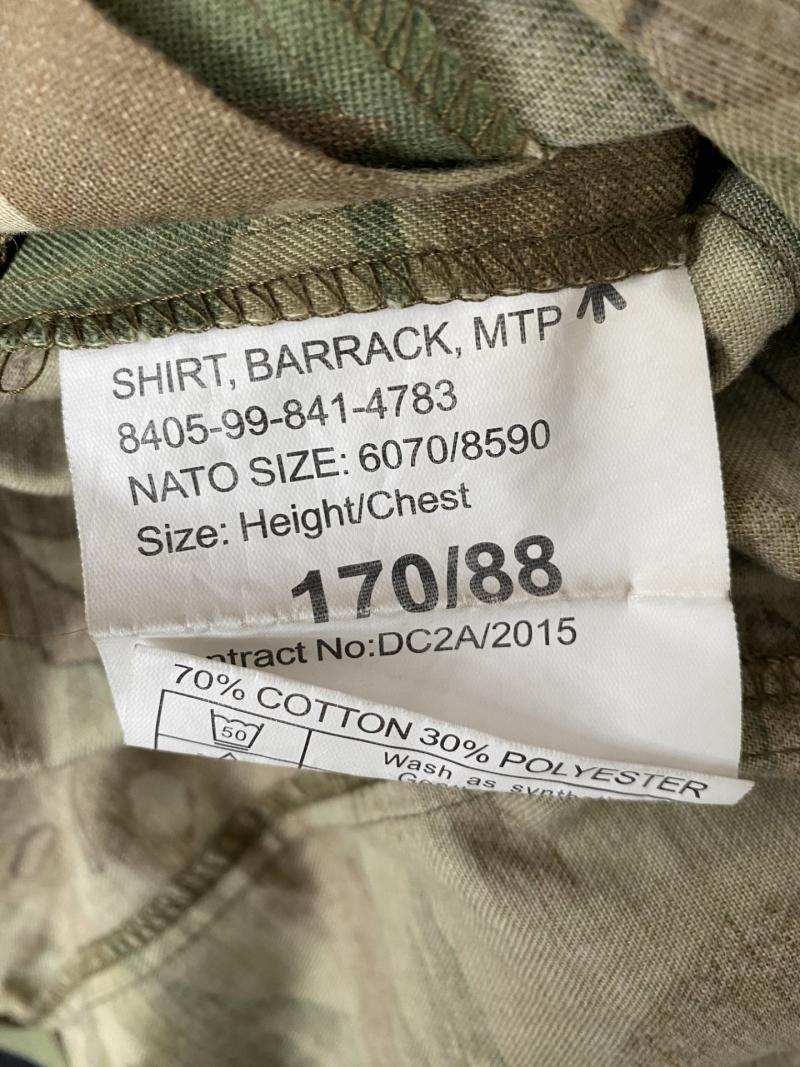 SHIRT, BARRACK, MTP
8405-99-841-4783
NATO SIZE: 6070/8590
Size: Height/Chest
170/88
ntract No:DC2A/2015
70% COTTON 30% POLYESTER
50
Wash as synth